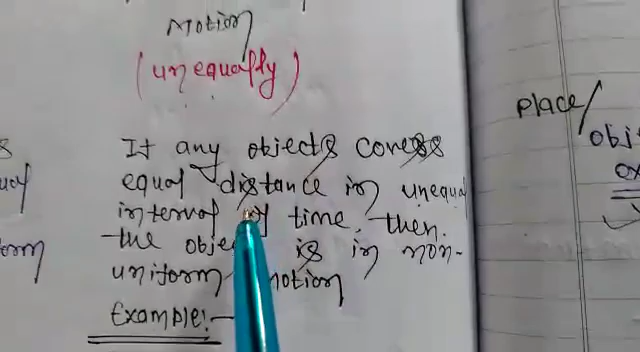 Motion
(unequally)
If any objects covers
equal distance in unequal
interval of time, then
the object is in non-
uniform motion
Example:-
place/
obj